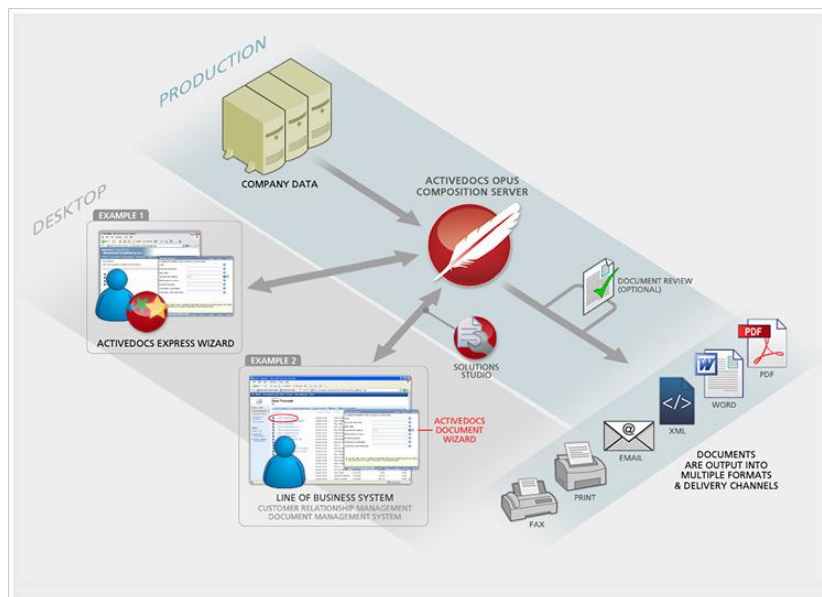 PRODUCTION
COMPANY DATA
ACTIVEDOCS OPUS
COMPOSITION SERVER
DESKTOP
EXAMPLE 1
ACTIVEDOCS EXPRESS WIZARD
DOCUMENT REVIEW
(OPTIONAL)
SOLUTIONS
STUDIO
EXAMPLE 2
ACTIVEDOCS
DOCUMENT
WIZARD
LINE OF BUSINESS SYSTEM
CUSTOMER RELATIONSHIP MANAGEMENT
DOCUMENT MANAGEMENT SYSTEM
PDF
PDF
W
WORD
</>
XML
EMAIL
PRINT
FAX
DOCUMENTS
ARE OUTPUT INTO
MULTIPLE FORMATS
& DELIVERY CHANNELS